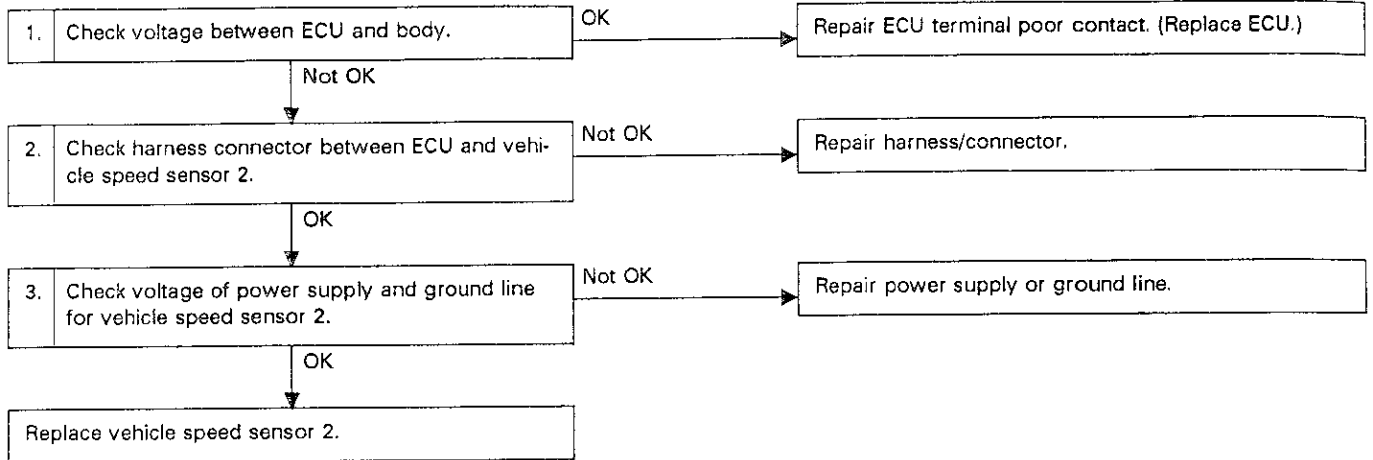 1. Check voltage between ECU and body.
OK
Repair ECU terminal poor contact. (Replace ECU.)
Not OK
2. Check harness connector between ECU and vehi-
cle speed sensor 2.
Not OK
Repair harness/connector.
OK
3. Check voltage of power supply and ground line
for vehicle speed sensor 2.
Not OK
Repair power supply or ground line.
OK
Replace vehicle speed sensor 2.